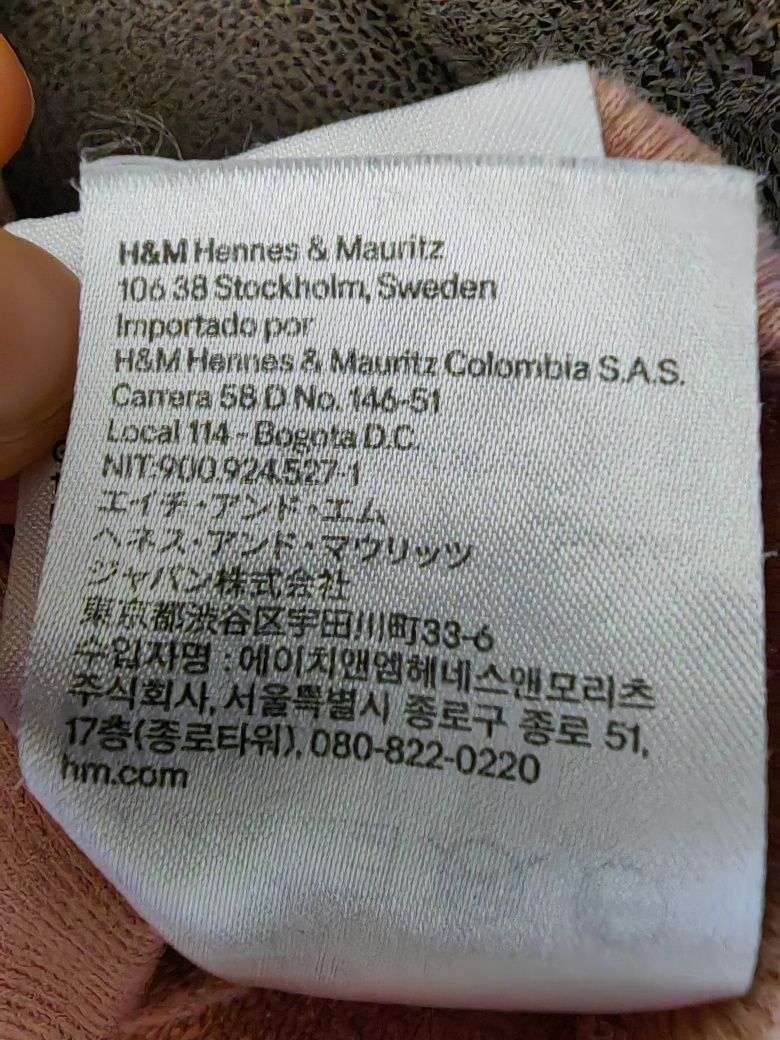 H&M Hennes & Mauritz
106 38 Stockholm, Sweden
Importado por
H&M Hennes & Mauritz Colombia S.A.S.
Carrera 58 D No. 146-51
Local 114 - Bogota D.C.
NIT:900.924.527-1
エイチ・アンド・エム
ヘネス・アンド・マウリッツ
ジャパン株式会社
東京都渋谷区宇田川町33-6
수입자명 : 에이치앤엠헤네스앤모리츠
주식회사, 서울특별시 종로구 종로 51,
17층(종로타워), 080-822-0220
hm.com